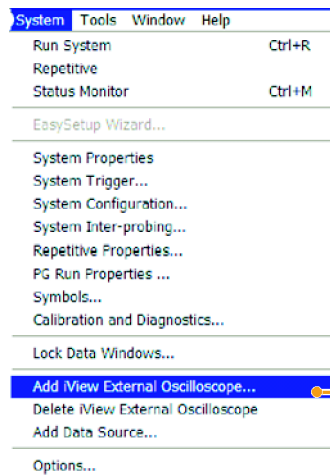 System Tools Window Help
Run System Ctrl+R
Repetitive
Status Monitor Ctrl+M
EasySetup Wizard...
System Properties
System Trigger...
System Configuration...
System Inter-probing...
Repetitive Properties...
PG Run Properties ...
Symbols...
Calibration and Diagnostics...
Lock Data Windows...
Add iView External Oscilloscope...
Delete iView External Oscilloscope
Add Data Source...
Options...